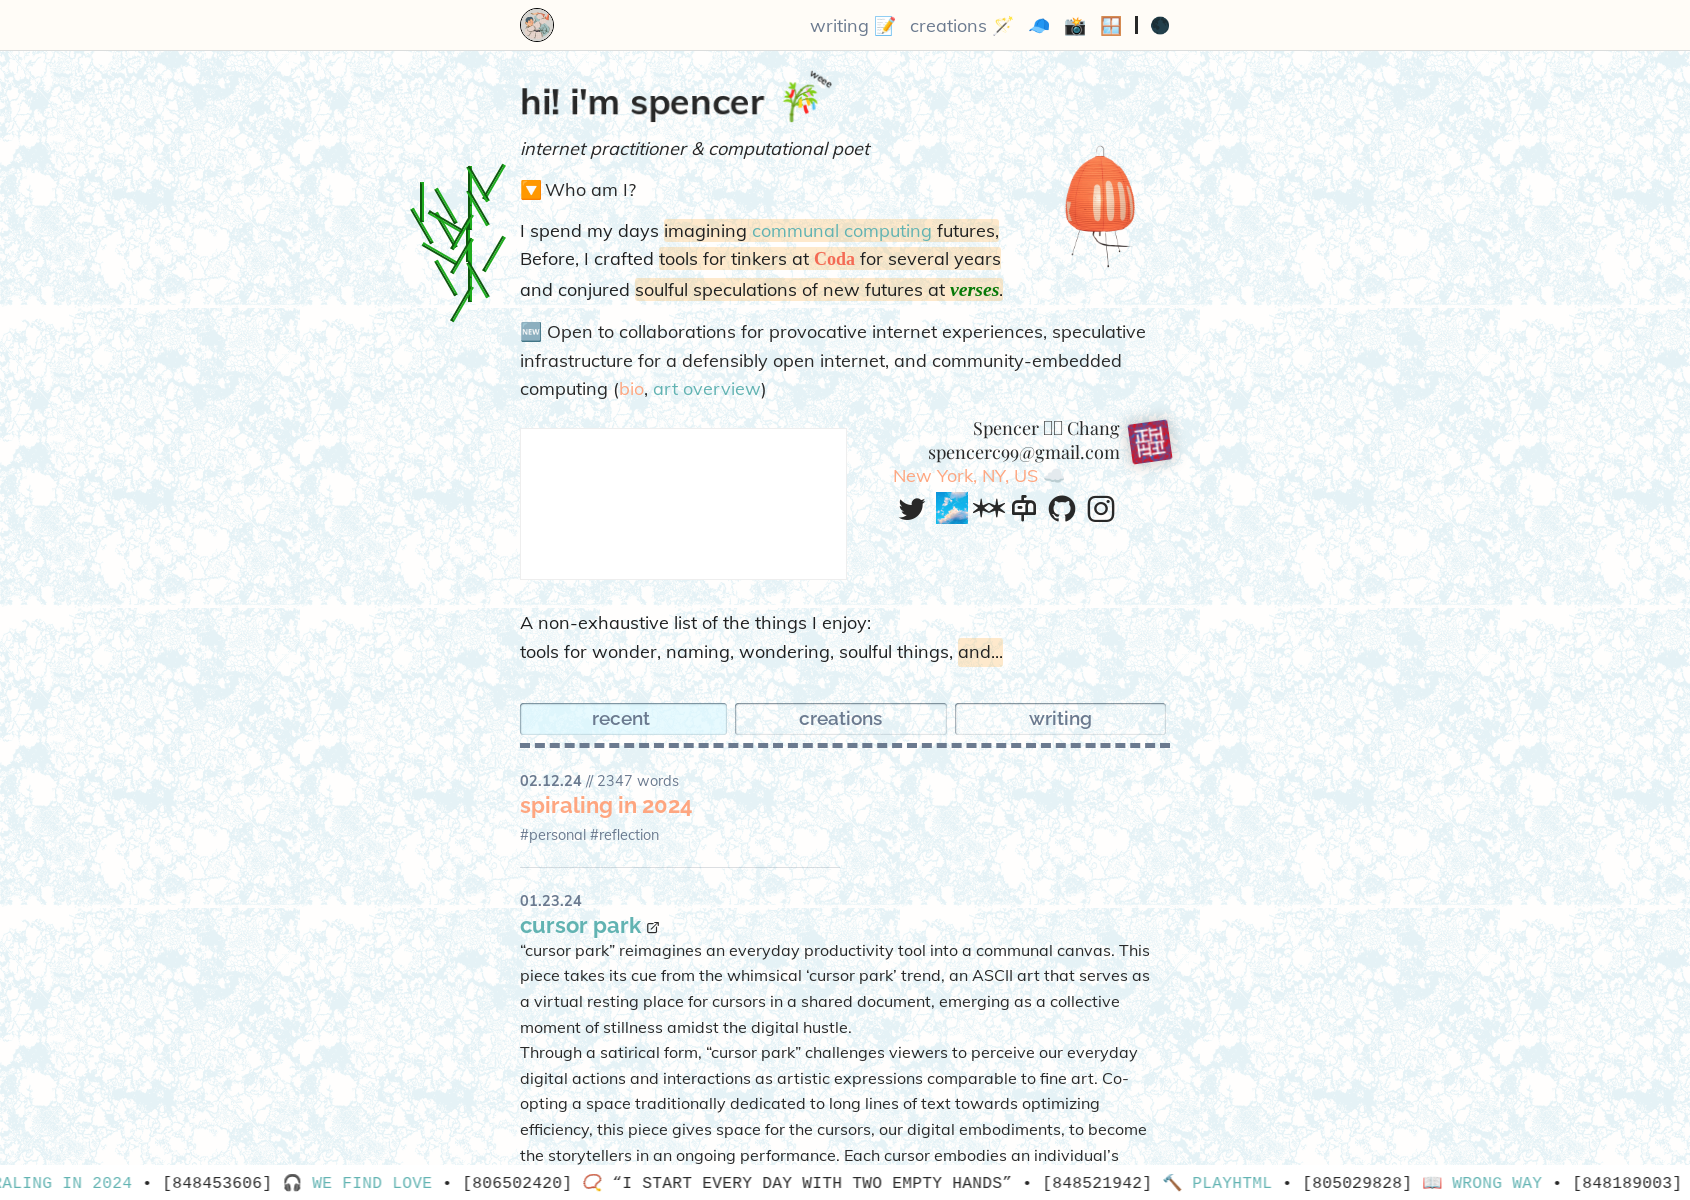 writing 📝 creations 🪄 🧢 📸 🪟 | 🌑
hi! i'm spencer 🎋 weee
internet practitioner & computational poet
🔽 Who am I?
I spend my days imagining communal computing futures,
Before, I crafted tools for tinkers at Coda for several years
and conjured soulful speculations of new futures at verses.
🆕 Open to collaborations for provocative internet experiences, speculative
infrastructure for a defensibly open internet, and community-embedded
computing (bio, art overview)
Spencer Chang
spencerc99@gmail.com
New York, NY, US ☁️
A non-exhaustive list of the things I enjoy:
tools for wonder, naming, wondering, soulful things, and...
recent creations writing
02.12.24 // 2347 words
spiraling in 2024
#personal #reflection
01.23.24
cursor park
“cursor park” reimagines an everyday productivity tool into a communal canvas. This
piece takes its cue from the whimsical ‘cursor park’ trend, an ASCII art that serves as
a virtual resting place for cursors in a shared document, emerging as a collective
moment of stillness amidst the digital hustle.
Through a satirical form, “cursor park” challenges viewers to perceive our everyday
digital actions and interactions as artistic expressions comparable to fine art. Co-
opting a space traditionally dedicated to long lines of text towards optimizing
efficiency, this piece gives space for the cursors, our digital embodiments, to become
the storytellers in an ongoing performance. Each cursor embodies an individual’s
RALING IN 2024 • [848453606] 🎧 WE FIND LOVE • [806502420] 📿 “I START EVERY DAY WITH TWO EMPTY HANDS” • [848521942] 🔨 PLAYHTML • [805029828] 📖 WRONG WAY • [848189003]